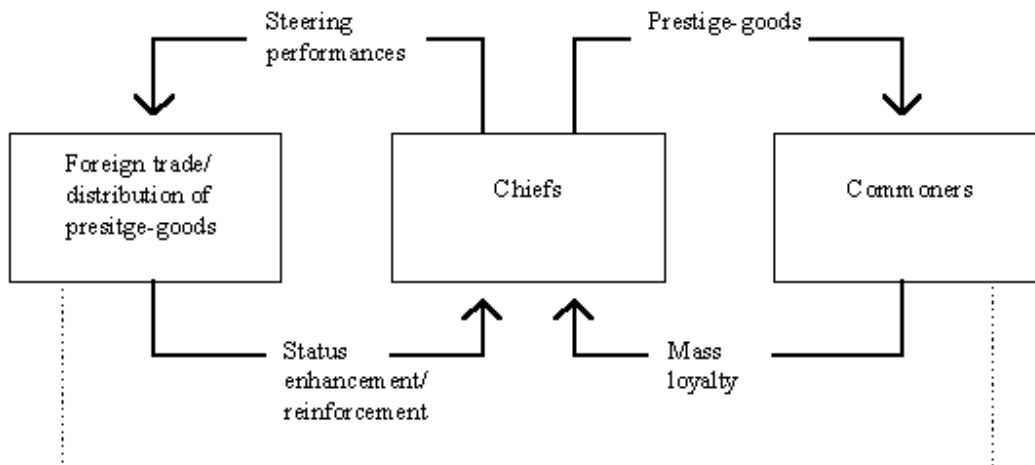 Steering
performances
Prestige-goods
Foreign trade/
distribution of
presitge-goods
Chiefs
Commoners
Status
enhancement/
reinforcement
Mass
loyalty